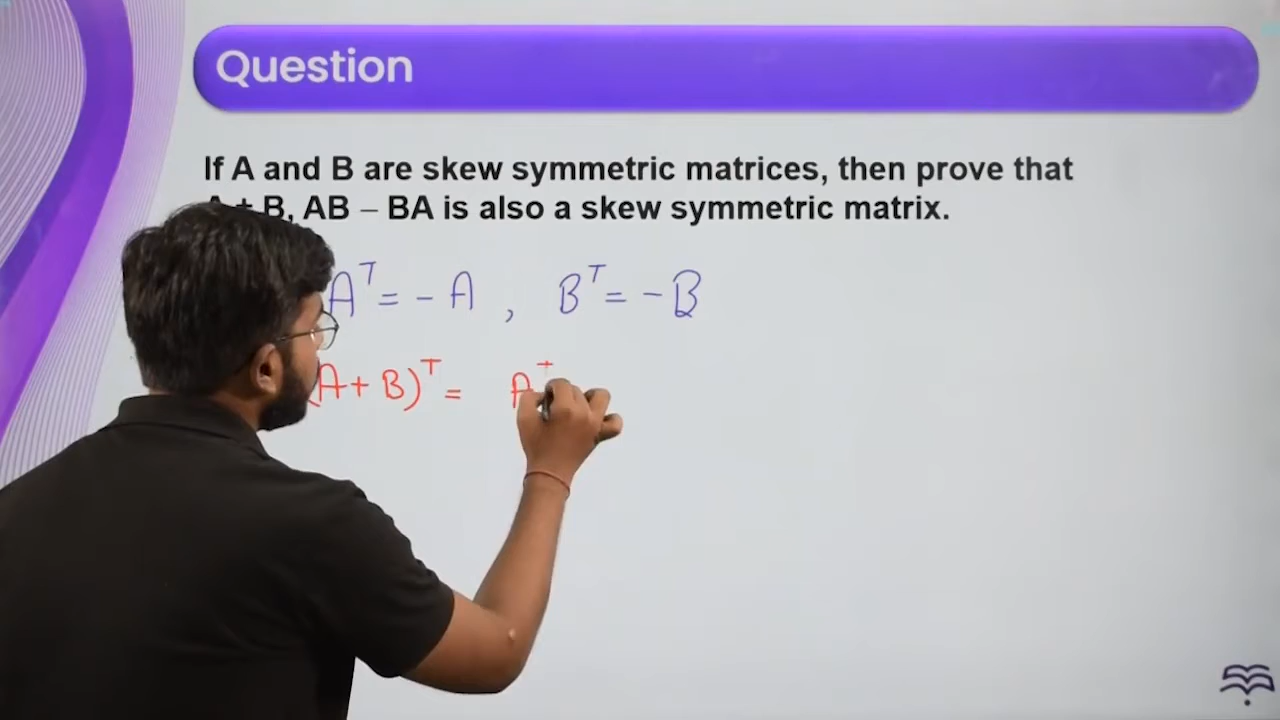 Question
If A and B are skew symmetric matrices, then prove that
A + B, AB – BA is also a skew symmetric matrix.
Aᵀ = - A , Bᵀ = - B
(A + B)ᵀ = Aᵀ